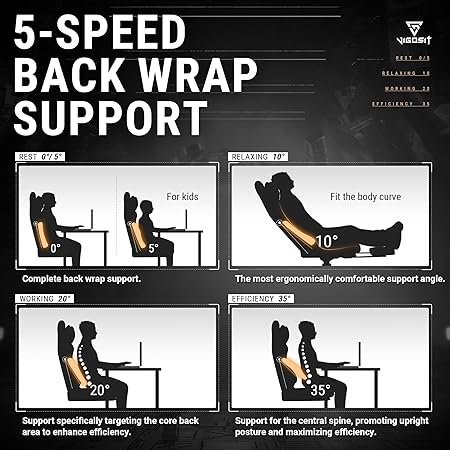 5-SPEED
BACK WRAP
SUPPORT
VIGOSIT
REST 0/5
RELAXING 10
WORKING 20
EFFICIENCY 35
REST 0°/5°
For kids
0°
5°
Complete back wrap support.
RELAXING 10°
Fit the body curve
10°
The most ergonomically comfortable support angle.
WORKING 20°
20°
Support specifically targeting the core back
area to enhance efficiency.
EFFICIENCY 35°
35°
Support for the central spine, promoting upright
posture and maximizing efficiency.